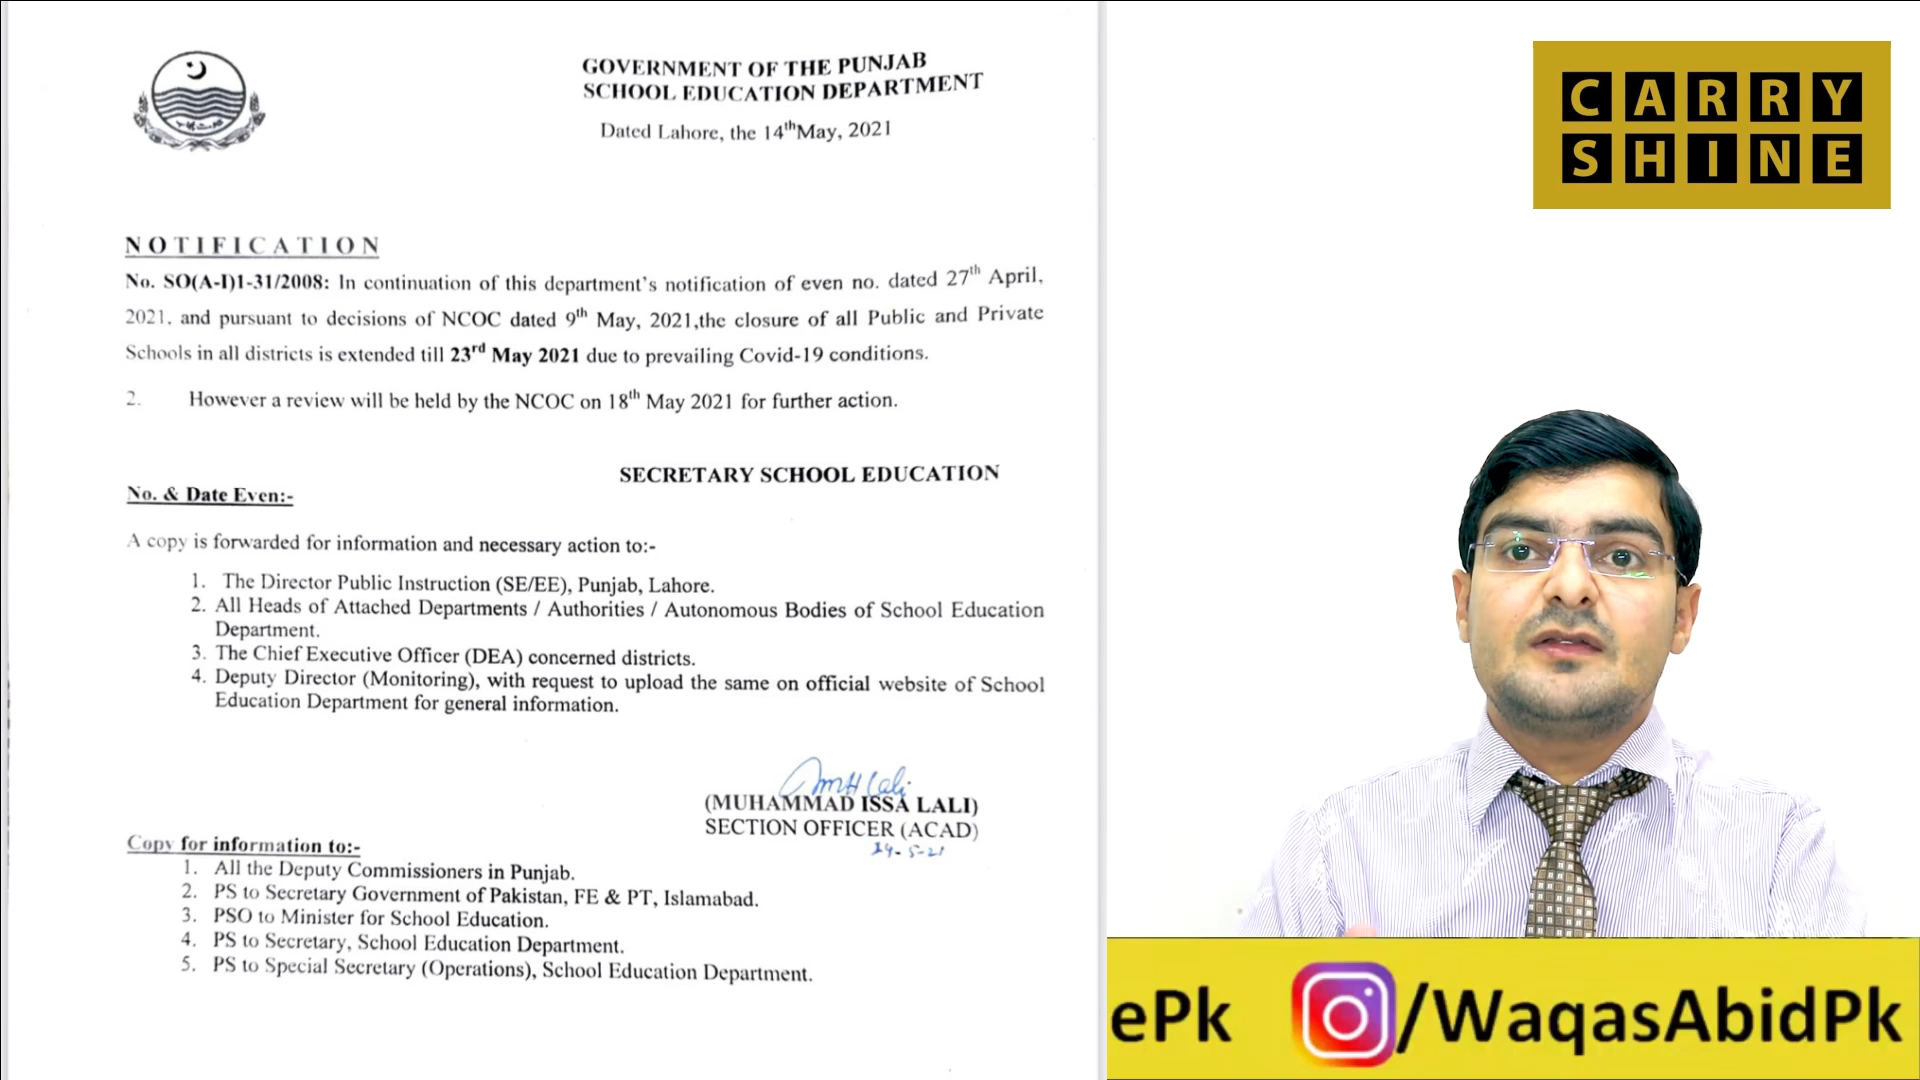 GOVERNMENT OF THE PUNJAB
SCHOOL EDUCATION DEPARTMENT
Dated Lahore, the 14th May, 2021
NOTIFICATION
No. SO(A-I)1-31/2008: In continuation of this department's notification of even no. dated 27th April,
2021, and pursuant to decisions of NCOC dated 9th May, 2021,the closure of all Public and Private
Schools in all districts is extended till 23rd May 2021 due to prevailing Covid-19 conditions.
2. However a review will be held by the NCOC on 18th May 2021 for further action.
SECRETARY SCHOOL EDUCATION
No. & Date Even:-
A copy is forwarded for information and necessary action to:-
1. The Director Public Instruction (SE/EE), Punjab, Lahore.
2. All Heads of Attached Departments / Authorities / Autonomous Bodies of School Education
Department.
3. The Chief Executive Officer (DEA) concerned districts.
4. Deputy Director (Monitoring), with request to upload the same on official website of School
Education Department for general information.
(MUHAMMAD ISSA LALI)
SECTION OFFICER (ACAD)
14-5-21
Copy for information to:-
1. All the Deputy Commissioners in Punjab.
2. PS to Secretary Government of Pakistan, FE & PT, Islamabad.
3. PSO to Minister for School Education.
4. PS to Secretary, School Education Department.
5. PS to Special Secretary (Operations), School Education Department.
CARRY
SHINE
ePk /WaqasAbidPk